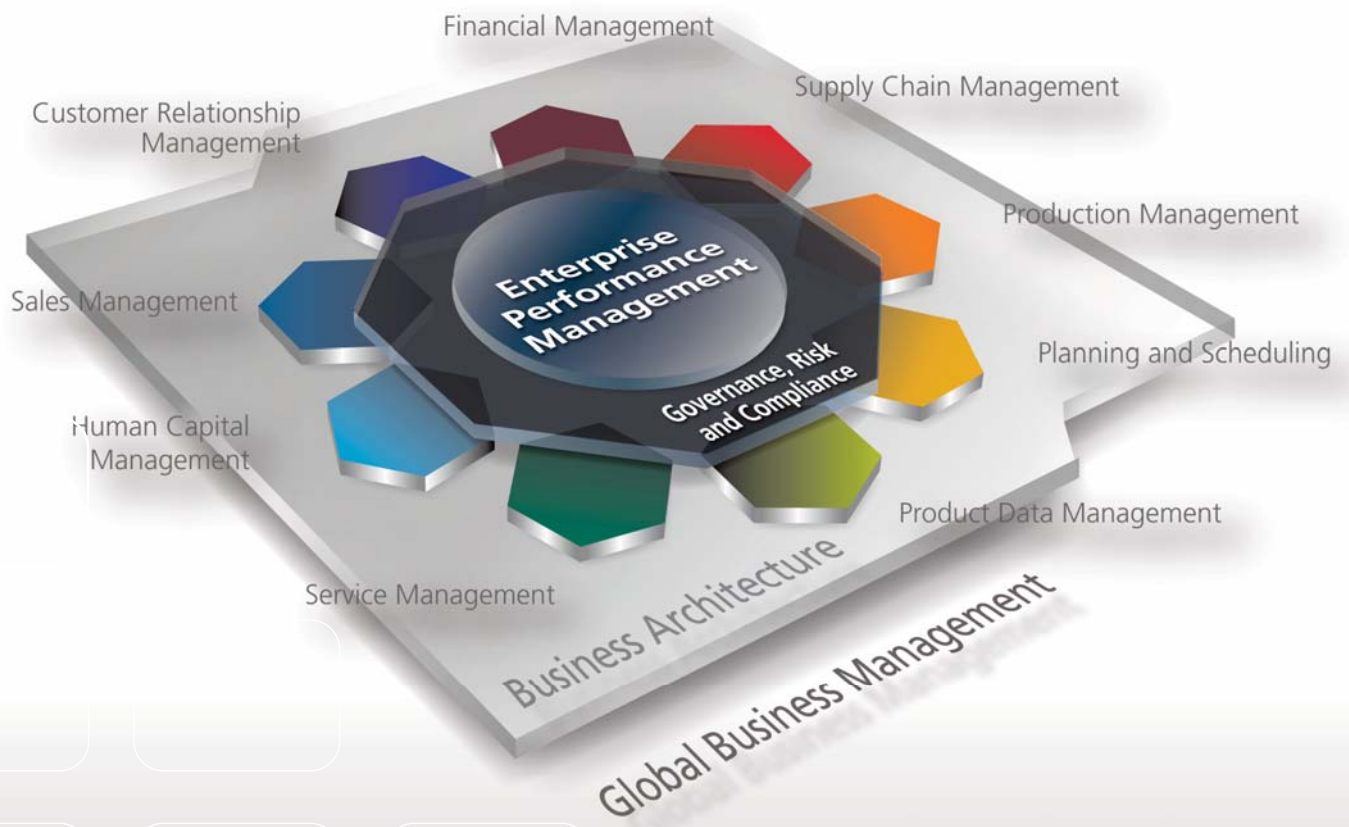 Financial Management
Supply Chain Management
Customer Relationship
Management
Production Management
Enterprise
Performance
Management
Sales Management
Planning and Scheduling
Governance, Risk
and Compliance
Human Capital
Management
Product Data Management
Service Management
Business Architecture
Global Business Management